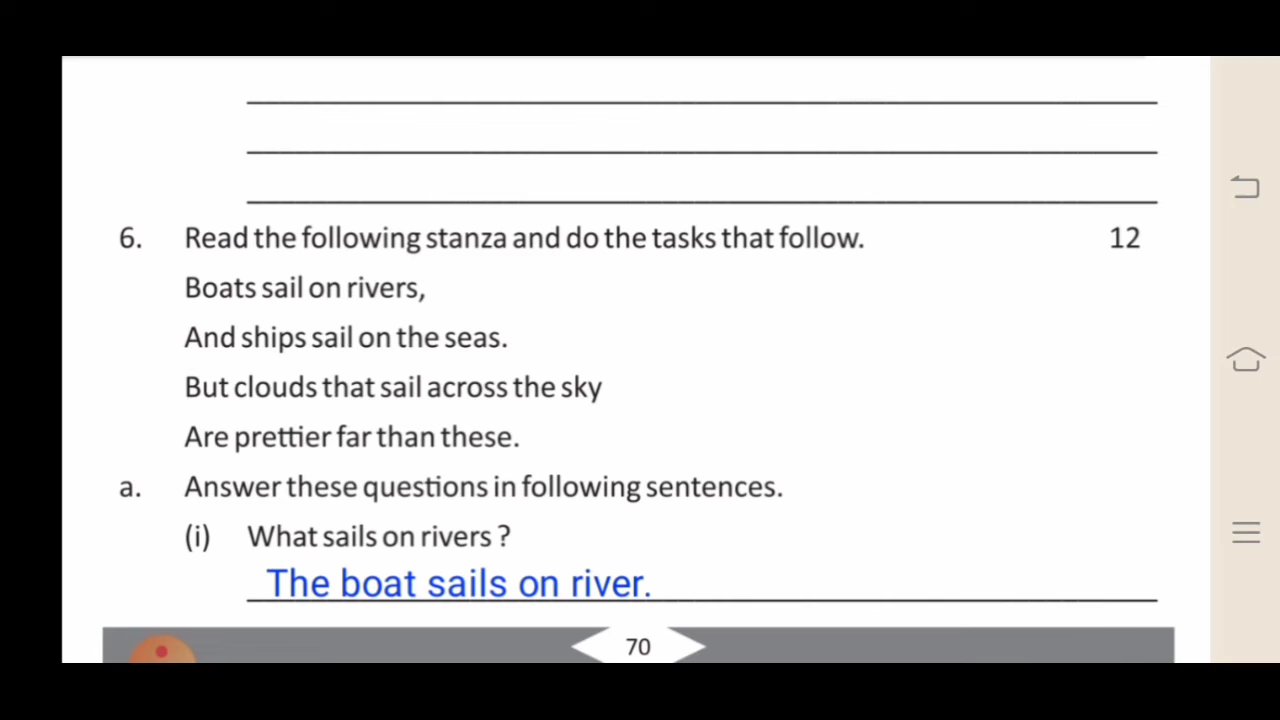 6. Read the following stanza and do the tasks that follow. 12
Boats sail on rivers,
And ships sail on the seas.
But clouds that sail across the sky
Are prettier far than these.
a. Answer these questions in following sentences.
(i) What sails on rivers ?
The boat sails on river.
70